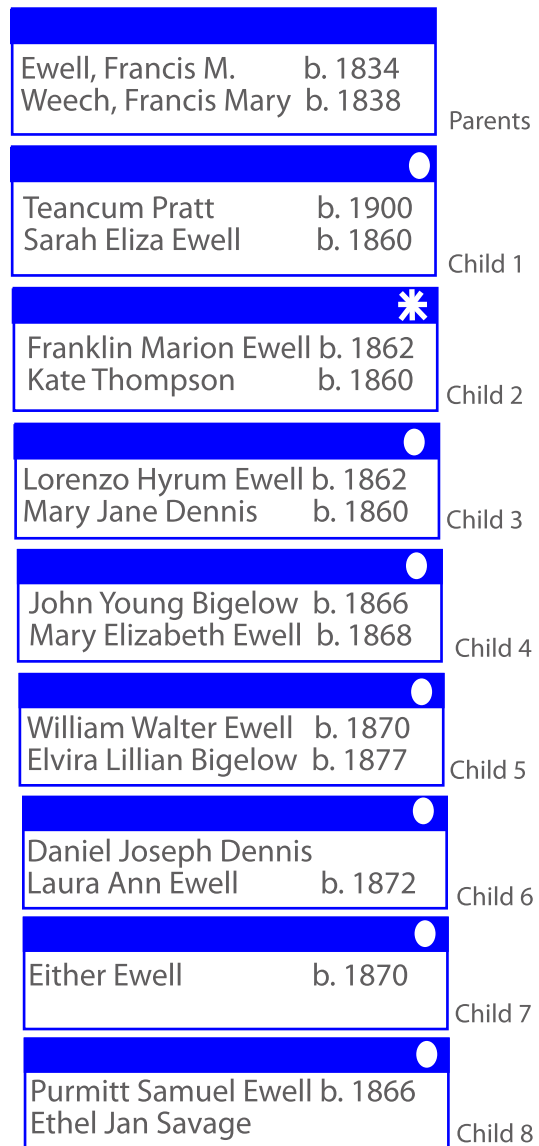 Ewell, Francis M. b. 1834
Weech, Francis Mary b. 1838
Parents
Teancum Pratt b. 1900
Sarah Eliza Ewell b. 1860
Child 1
Franklin Marion Ewell b. 1862
Kate Thompson b. 1860
Child 2
Lorenzo Hyrum Ewell b. 1862
Mary Jane Dennis b. 1860
Child 3
John Young Bigelow b. 1866
Mary Elizabeth Ewell b. 1868
Child 4
William Walter Ewell b. 1870
Elvira Lillian Bigelow b. 1877
Child 5
Daniel Joseph Dennis
Laura Ann Ewell b. 1872
Child 6
Either Ewell b. 1870
Child 7
Purmitt Samuel Ewell b. 1866
Ethel Jan Savage
Child 8